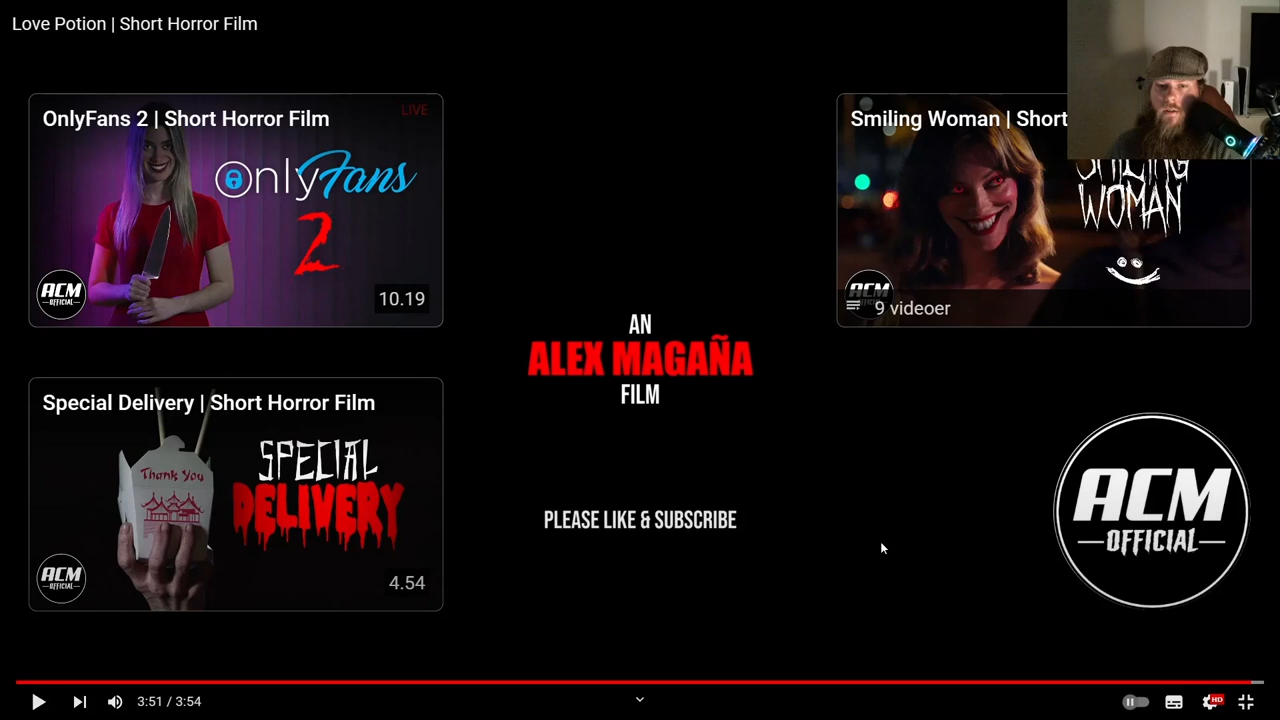 Love Potion | Short Horror Film
OnlyFans 2 | Short Horror Film
LIVE
OnlyFans
2
ACM
OFFICIAL
10.19
Smiling Woman | Short
SMILING
WOMAN
ACM
9 videoer
AN
ALEX MAGAÑA
FILM
Special Delivery | Short Horror Film
Thank You
SPECIAL
DELIVERY
ACM
OFFICIAL
4.54
PLEASE LIKE & SUBSCRIBE
ACM
OFFICIAL
3:51 / 3:54
HD